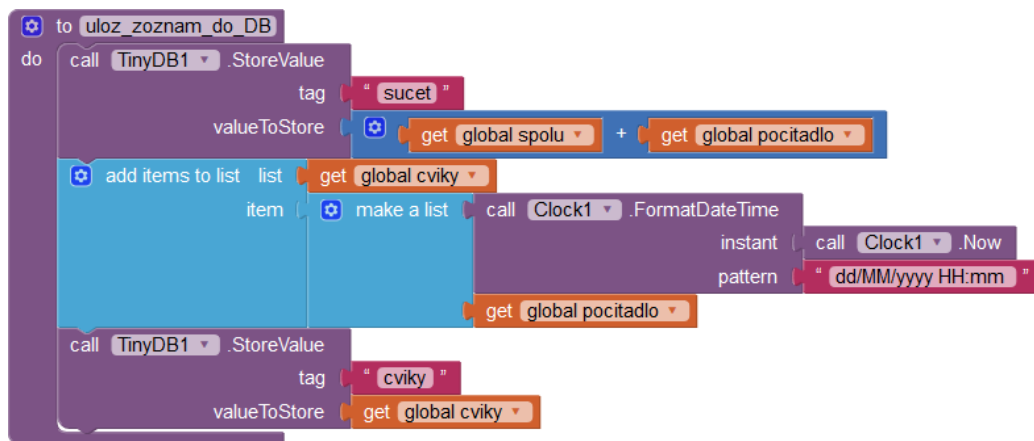 to uloz_zoznam_do_DB
do call TinyDB1 .StoreValue
tag " sucet "
valueToStore get global spolu + get global pocitadlo
add items to list list get global cviky
item make a list call Clock1 .FormatDateTime
instant call Clock1 .Now
pattern " dd/MM/yyyy HH:mm "
get global pocitadlo
call TinyDB1 .StoreValue
tag " cviky "
valueToStore get global cviky